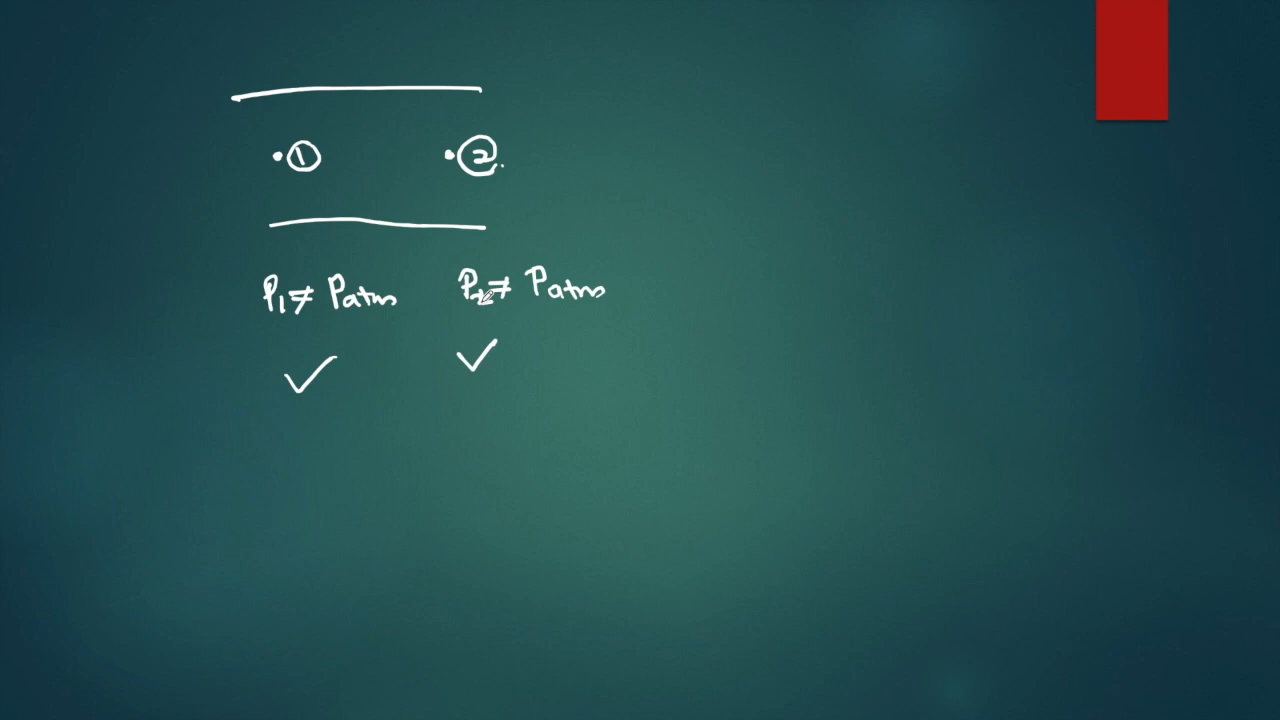 ① ②
P₁ ≠ Patm P₂ ≠ Patm